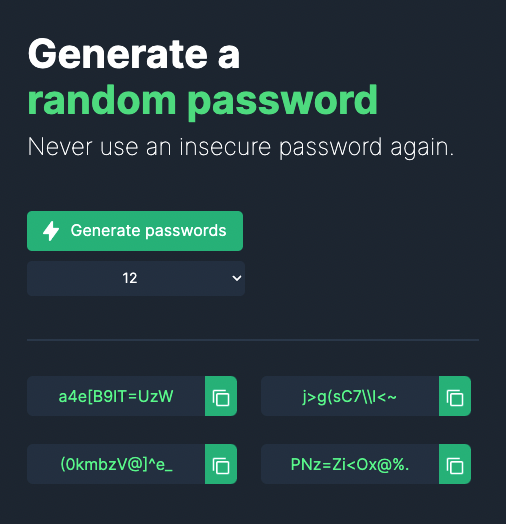 Generate a
random password
Never use an insecure password again.
Generate passwords
12
a4e[B9IT=UzW
j>g(sC7\\I<~
(0kmbzV@]^e_
PNz=Zi<Ox@%.